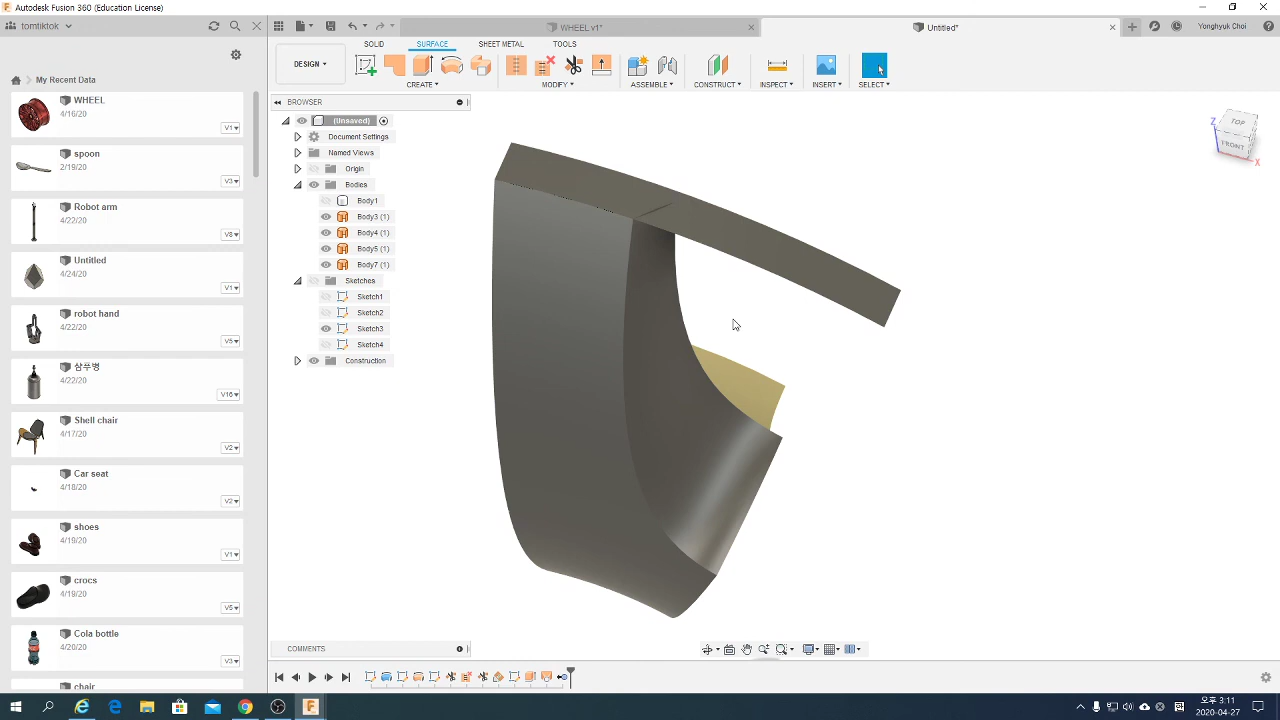 Autodesk Fusion 360 (Education License)
tomtiktok
WHEEL v1*
Untitled*
Yonghyuk Choi
DESIGN
SOLID
SURFACE
SHEET METAL
TOOLS
CREATE
MODIFY
ASSEMBLE
CONSTRUCT
INSPECT
INSERT
SELECT
My Recent Data
WHEEL
4/16/20
V1
spoon
2/19/20
V3
Robot arm
4/22/20
V8
Untitled
4/24/20
V1
robot hand
4/22/20
V5
샴푸병
4/22/20
V16
Shell chair
4/17/20
V2
Car seat
4/18/20
V2
shoes
4/19/20
V1
crocs
4/19/20
V5
Cola bottle
4/20/20
V3
chair
BROWSER
(Unsaved)
Document Settings
Named Views
Origin
Bodies
Body1
Body3 (1)
Body4 (1)
Body5 (1)
Body7 (1)
Sketches
Sketch1
Sketch2
Sketch3
Sketch4
Construction
Z
TOP
FRONT
X
COMMENTS
오후 3:11
2020-04-27